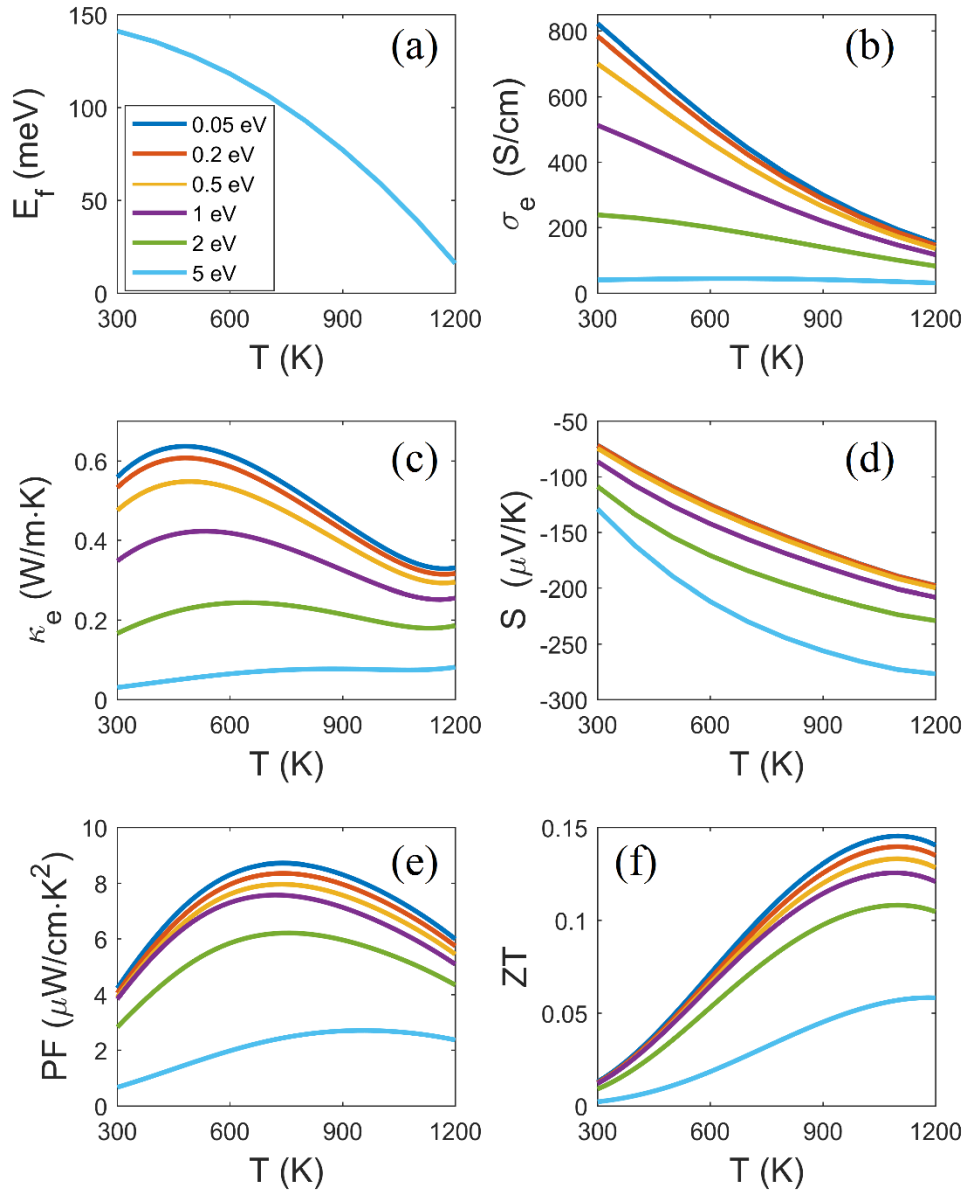 150
100
50
0
E_f (meV)
(a)
0.05 eV
0.2 eV
0.5 eV
1 eV
2 eV
5 eV
300 600 900 1200
T (K)
800
600
400
200
0
σ_e (S/cm)
(b)
300 600 900 1200
T (K)
0.6
0.4
0.2
0
κ_e (W/m·K)
(c)
300 600 900 1200
T (K)
-50
-100
-150
-200
-250
-300
S (μV/K)
(d)
300 600 900 1200
T (K)
10
8
6
4
2
0
PF (μW/cm·K²)
(e)
300 600 900 1200
T (K)
0.15
0.1
0.05
0
ZT
(f)
300 600 900 1200
T (K)